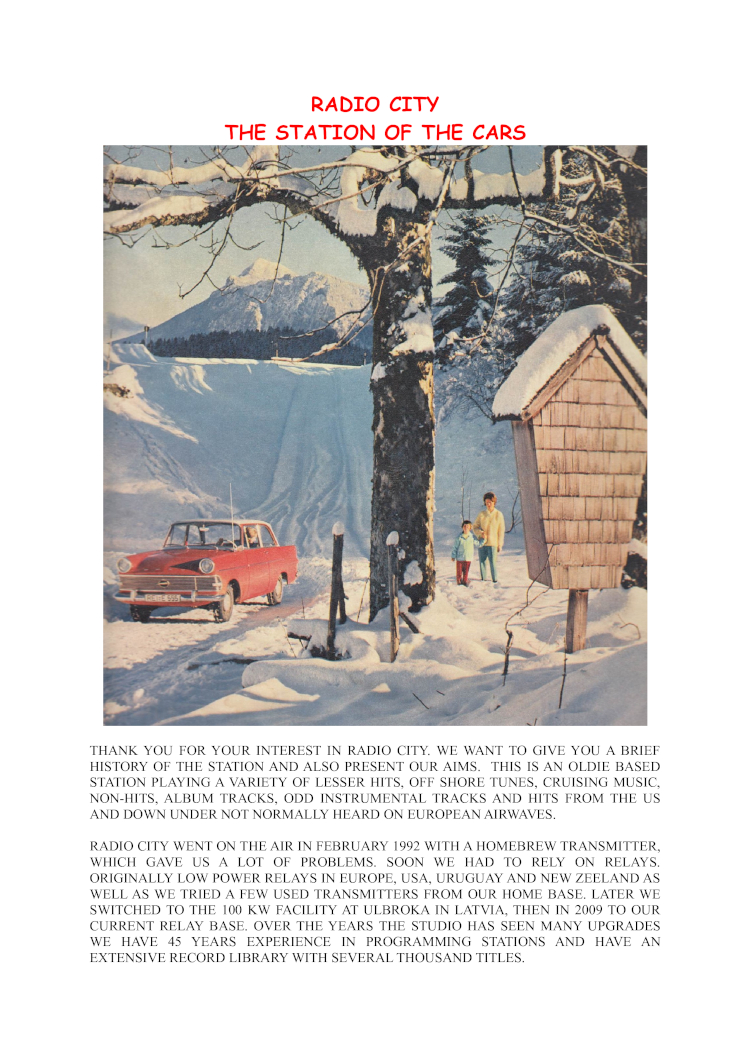 RADIO CITY
THE STATION OF THE CARS
THANK YOU FOR YOUR INTEREST IN RADIO CITY. WE WANT TO GIVE YOU A BRIEF
HISTORY OF THE STATION AND ALSO PRESENT OUR AIMS. THIS IS AN OLDIE BASED
STATION PLAYING A VARIETY OF LESSER HITS, OFF SHORE TUNES, CRUISING MUSIC,
NON-HITS, ALBUM TRACKS, ODD INSTRUMENTAL TRACKS AND HITS FROM THE US
AND DOWN UNDER NOT NORMALLY HEARD ON EUROPEAN AIRWAVES.
RADIO CITY WENT ON THE AIR IN FEBRUARY 1992 WITH A HOMEBREW TRANSMITTER,
WHICH GAVE US A LOT OF PROBLEMS. SOON WE HAD TO RELY ON RELAYS.
ORIGINALLY LOW POWER RELAYS IN EUROPE, USA, URUGUAY AND NEW ZEELAND AS
WELL AS WE TRIED A FEW USED TRANSMITTERS FROM OUR HOME BASE. LATER WE
SWITCHED TO THE 100 KW FACILITY AT ULBROKA IN LATVIA, THEN IN 2009 TO OUR
CURRENT RELAY BASE. OVER THE YEARS THE STUDIO HAS SEEN MANY UPGRADES
WE HAVE 45 YEARS EXPERIENCE IN PROGRAMMING STATIONS AND HAVE AN
EXTENSIVE RECORD LIBRARY WITH SEVERAL THOUSAND TITLES.